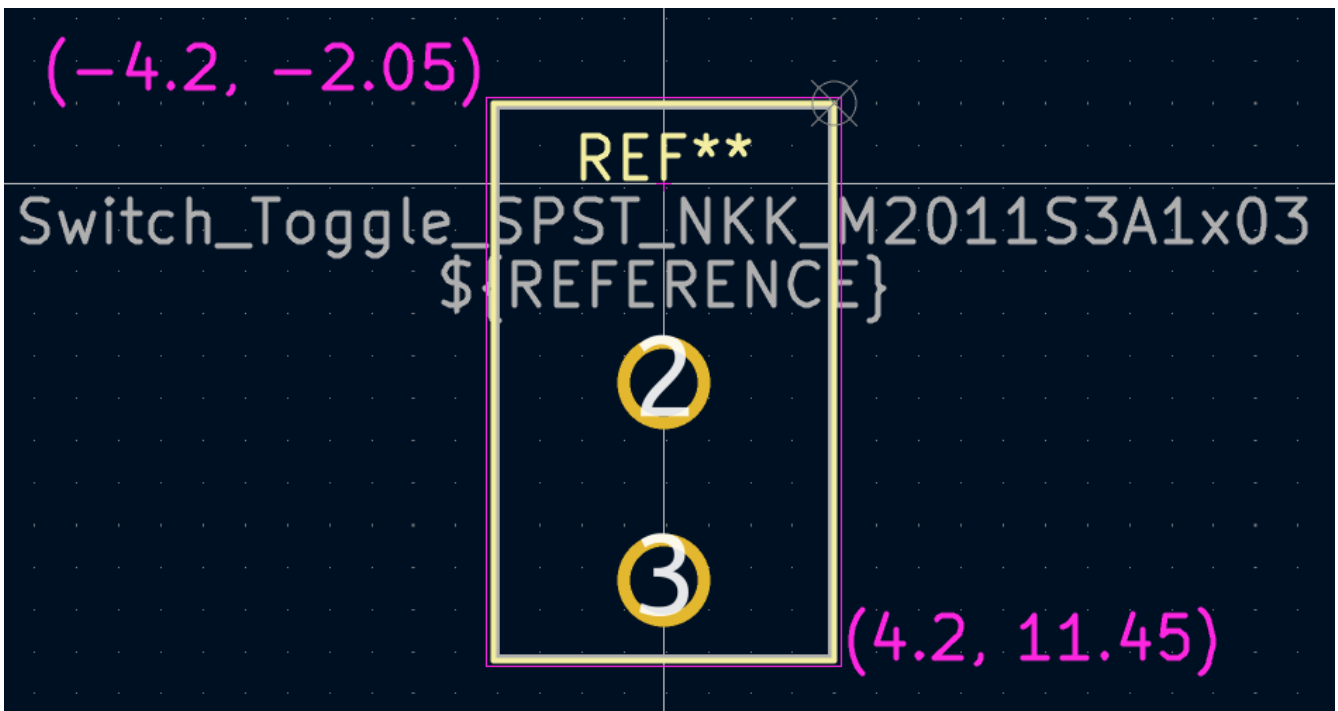 (-4.2, -2.05)
REF**
Switch_Toggle_SPST_NKK_M2011S3A1x03
${REFERENCE}
2
3
(4.2, 11.45)